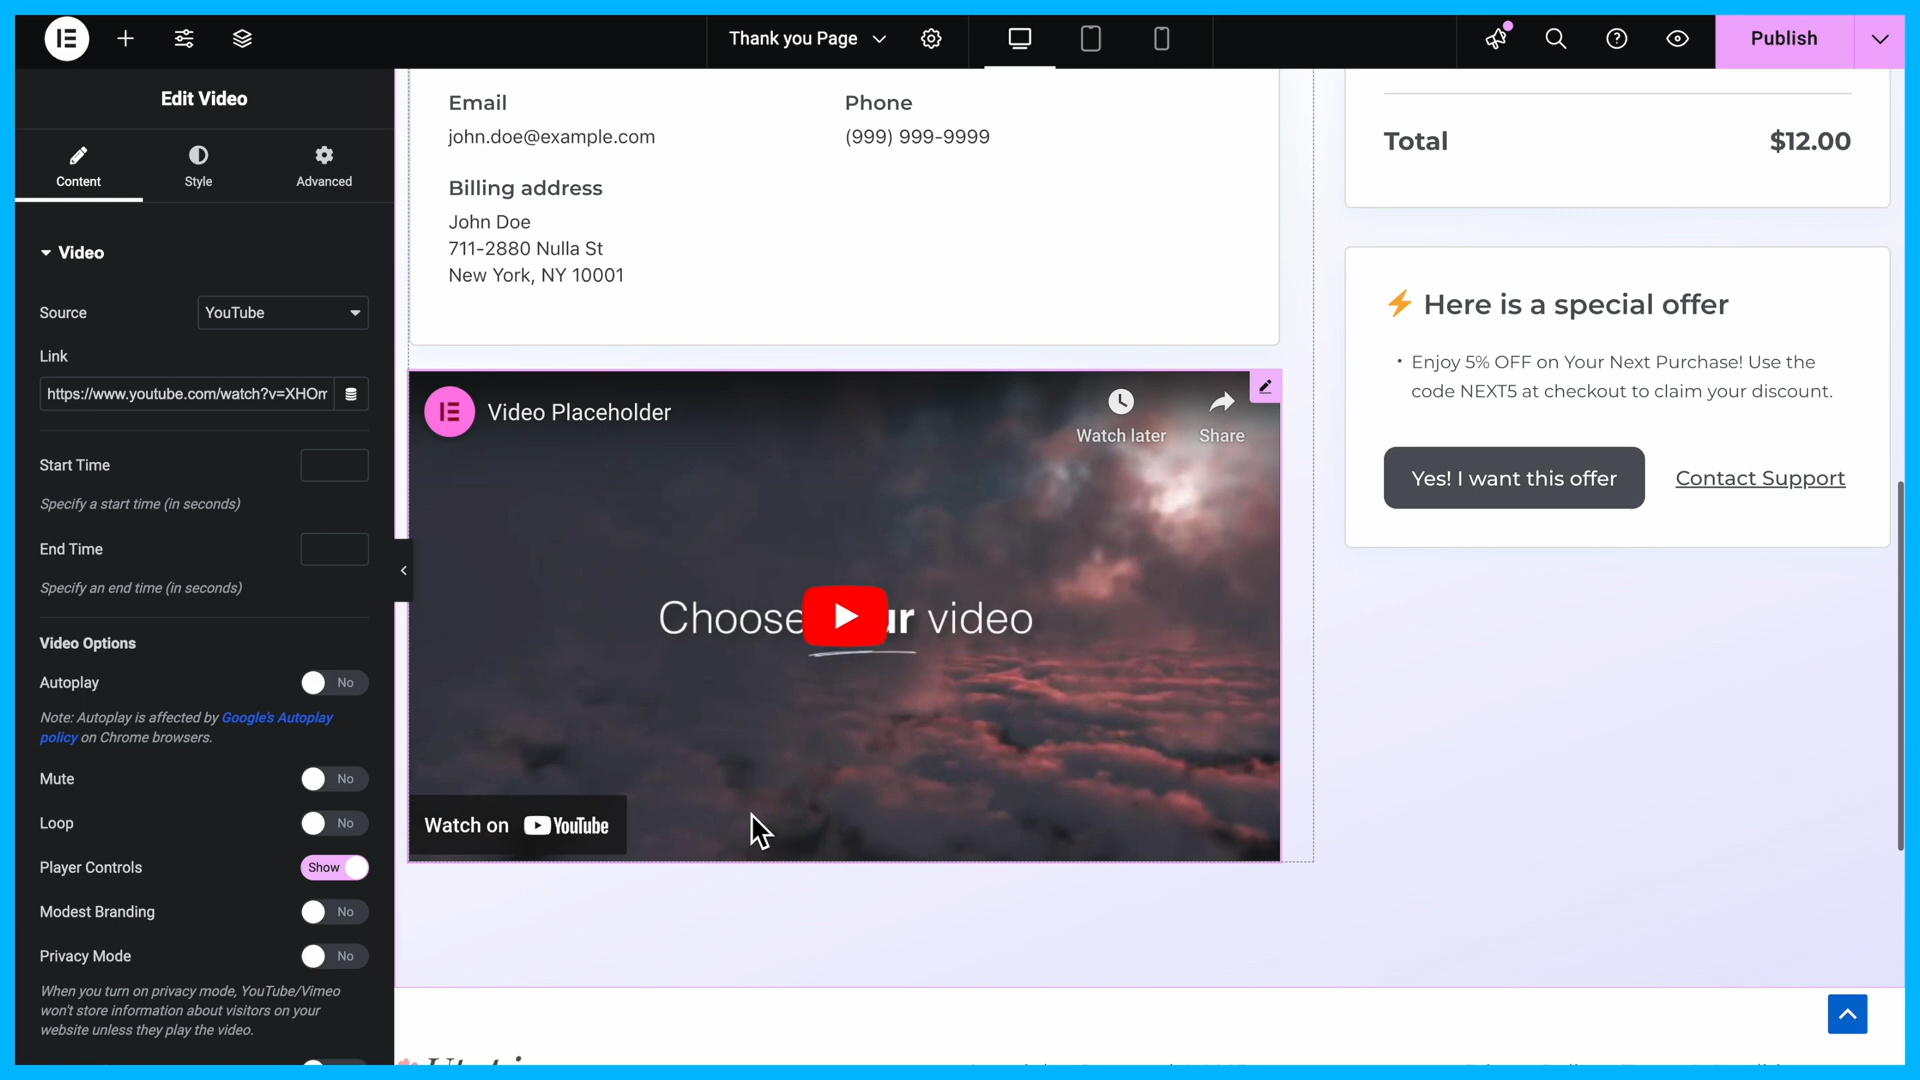 Thank you Page
Publish
Edit Video
Content
Style
Advanced
Video
Source
YouTube
Link
https://www.youtube.com/watch?v=XHOm
Start Time
Specify a start time (in seconds)
End Time
Specify an end time (in seconds)
Video Options
Autoplay
No
Note: Autoplay is affected by Google's Autoplay
policy on Chrome browsers.
Mute
No
Loop
No
Player Controls
Show
Modest Branding
No
Privacy Mode
No
When you turn on privacy mode, YouTube/Vimeo
won't store information about visitors on your
website unless they play the video.
Email
john.doe@example.com
Phone
(999) 999-9999
Billing address
John Doe
711-2880 Nulla St
New York, NY 10001
Video Placeholder
Watch later
Share
Choose video
Watch on YouTube
Total
$12.00
⚡ Here is a special offer
• Enjoy 5% OFF on Your Next Purchase! Use the
code NEXT5 at checkout to claim your discount.
Yes! I want this offer
Contact Support